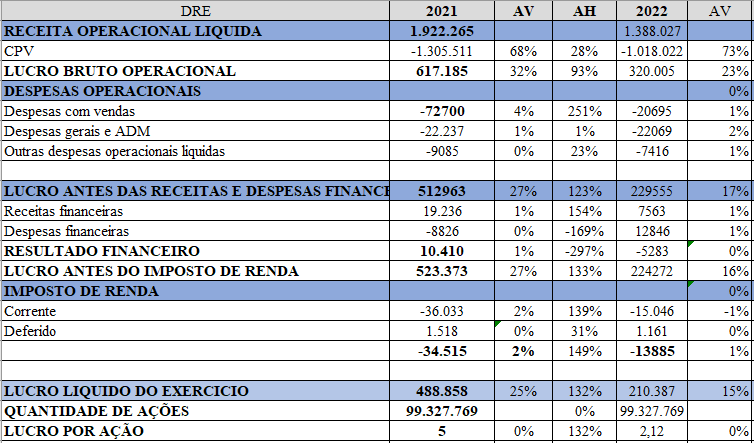 DRE 2021 AV AH 2022 AV
RECEITA OPERACIONAL LIQUIDA 1.922.265 1.388.027
CPV -1.305.511 68% 28% -1.018.022 73%
LUCRO BRUTO OPERACIONAL 617.185 32% 93% 320.005 23%
DESPESAS OPERACIONAIS 0%
Despesas com vendas -72700 4% 251% -20695 1%
Despesas gerais e ADM -22.237 1% 1% -22069 2%
Outras despesas operacionais liquidas -9085 0% 23% -7416 1%
LUCRO ANTES DAS RECEITAS E DESPESAS FINANCE 512963 27% 123% 229555 17%
Receitas financeiras 19.236 1% 154% 7563 1%
Despesas financeiras -8826 0% -169% 12846 1%
RESULTADO FINANCEIRO 10.410 1% -297% -5283 0%
LUCRO ANTES DO IMPOSTO DE RENDA 523.373 27% 133% 224272 16%
IMPOSTO DE RENDA 0%
Corrente -36.033 2% 139% -15.046 -1%
Deferido 1.518 0% 31% 1.161 0%
-34.515 2% 149% -13885 1%
LUCRO LIQUIDO DO EXERCICIO 488.858 25% 132% 210.387 15%
QUANTIDADE DE AÇÕES 99.327.769 0% 99.327.769
LUCRO POR AÇÃO 5 0% 132% 2,12 0%